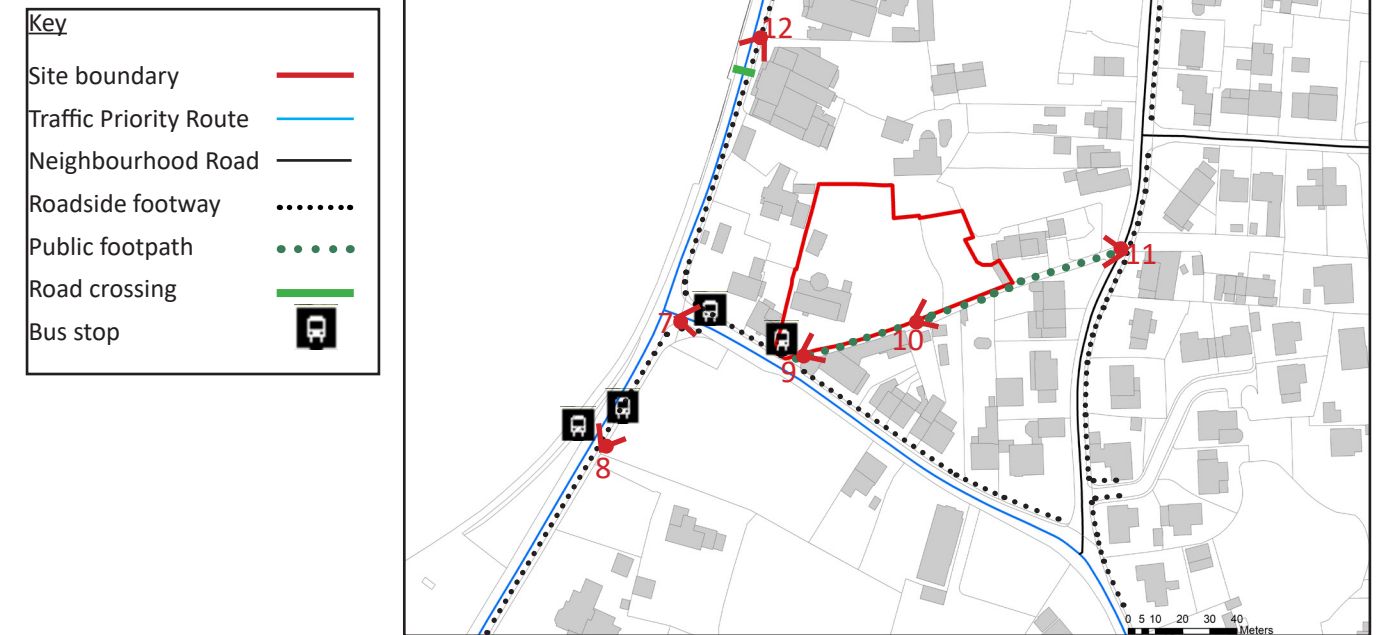 Key
Site boundary
Traffic Priority Route
Neighbourhood Road
Roadside footway
Public footpath
Road crossing
Bus stop
12
11
7
10
9
8
0 5 10 20 30 40
Meters